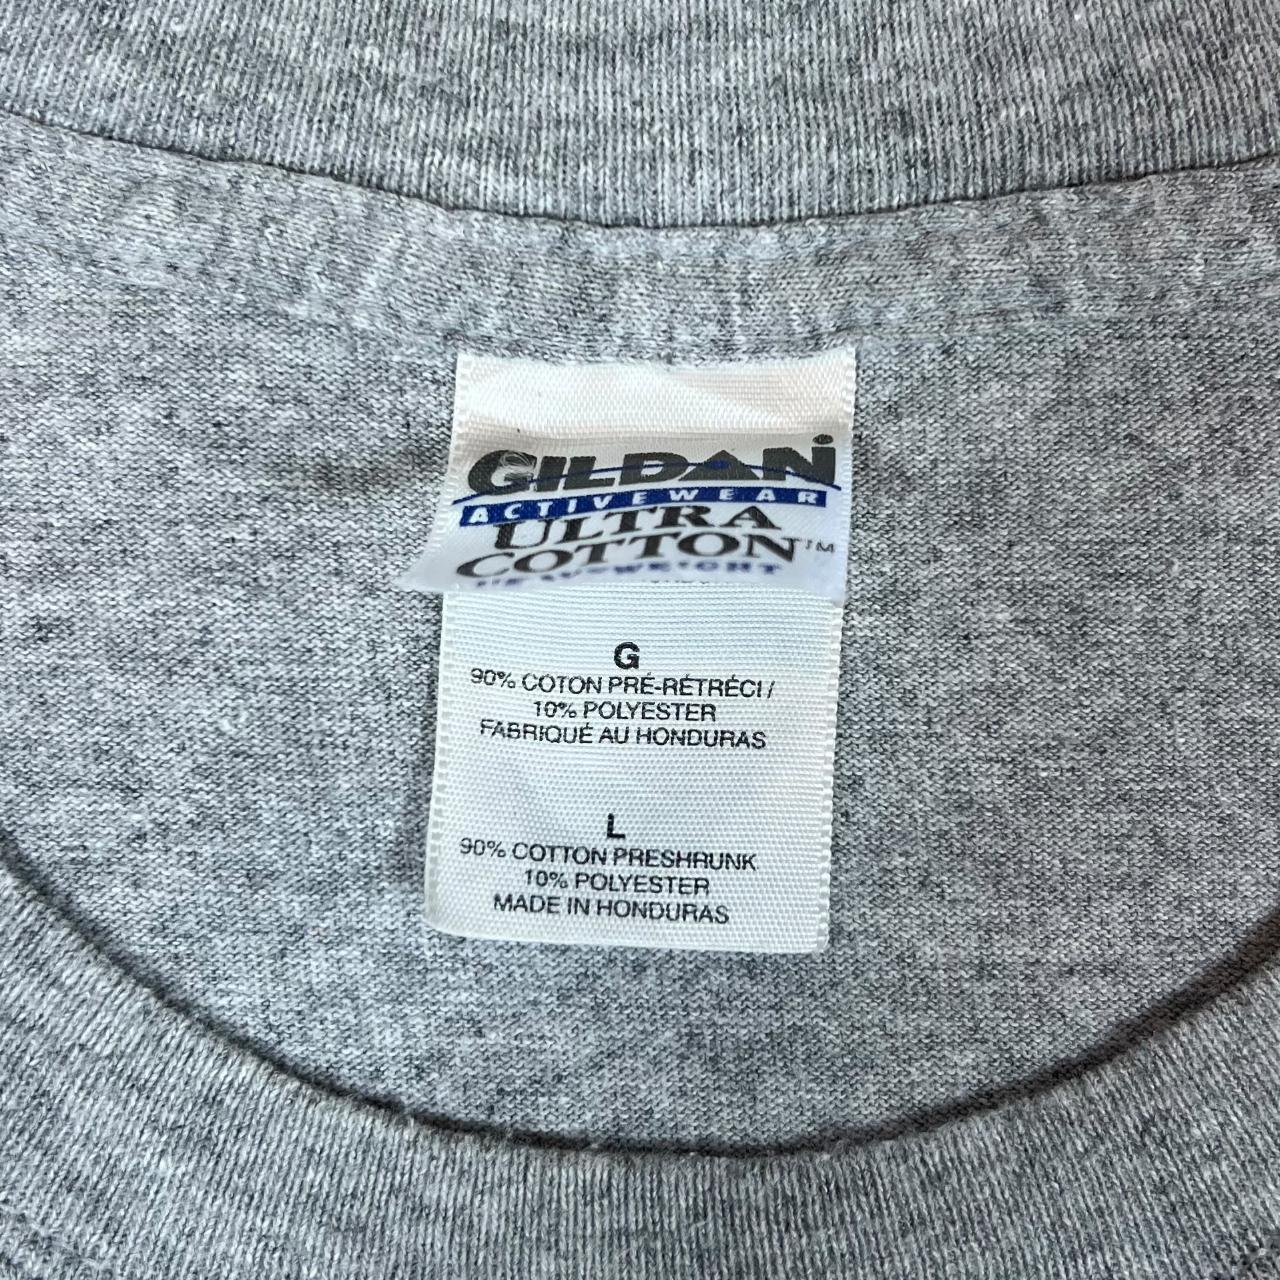 GILDAN
ACTIVEWEAR
ULTRA
COTTON™
HEAVYWEIGHT
G
90% COTON PRÉ-RÉTRÉCI /
10% POLYESTER
FABRIQUÉ AU HONDURAS
L
90% COTTON PRESHRUNK
10% POLYESTER
MADE IN HONDURAS